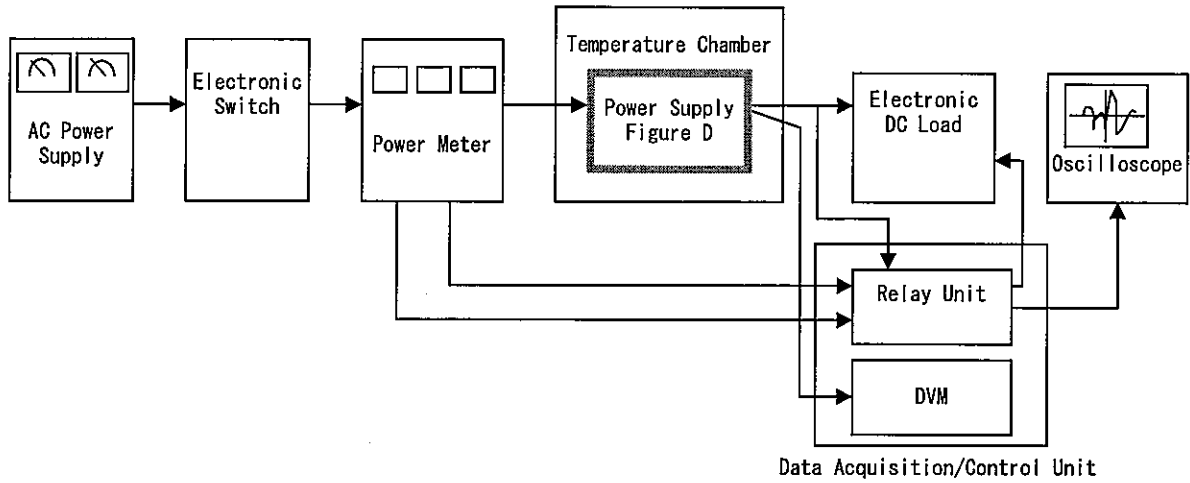 AC Power
Supply
Electronic
Switch
Power Meter
Temperature Chamber
Power Supply
Figure D
Electronic
DC Load
Oscilloscope
Relay Unit
DVM
Data Acquisition/Control Unit